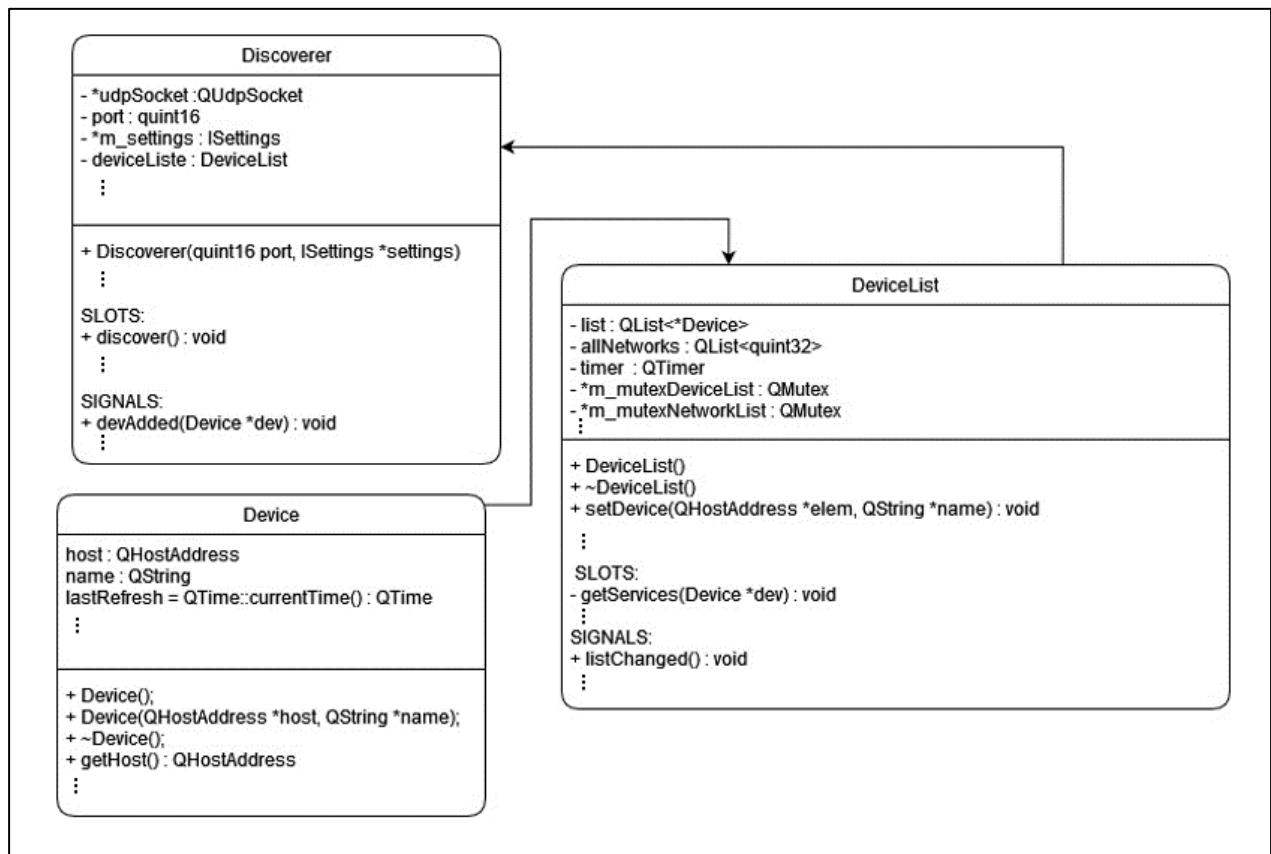 Discoverer
- *udpSocket :QUdpSocket
- port : quint16
- *m_settings : ISettings
- deviceListe : DeviceList
⋮
+ Discoverer(quint16 port, ISettings *settings)
⋮
SLOTS:
+ discover() : void
⋮
SIGNALS:
+ devAdded(Device *dev) : void
⋮
Device
host : QHostAddress
name : QString
lastRefresh = QTime::currentTime() : QTime
⋮
+ Device();
+ Device(QHostAddress *host, QString *name);
+ ~Device();
+ getHost() : QHostAddress
⋮
DeviceList
- list : QList<*Device>
- allNetworks : QList<quint32>
- timer : QTimer
- *m_mutexDeviceList : QMutex
- *m_mutexNetworkList : QMutex
⋮
+ DeviceList()
+ ~DeviceList()
+ setDevice(QHostAddress *elem, QString *name) : void
⋮
SLOTS:
- getServices(Device *dev) : void
⋮
SIGNALS:
+ listChanged() : void
⋮